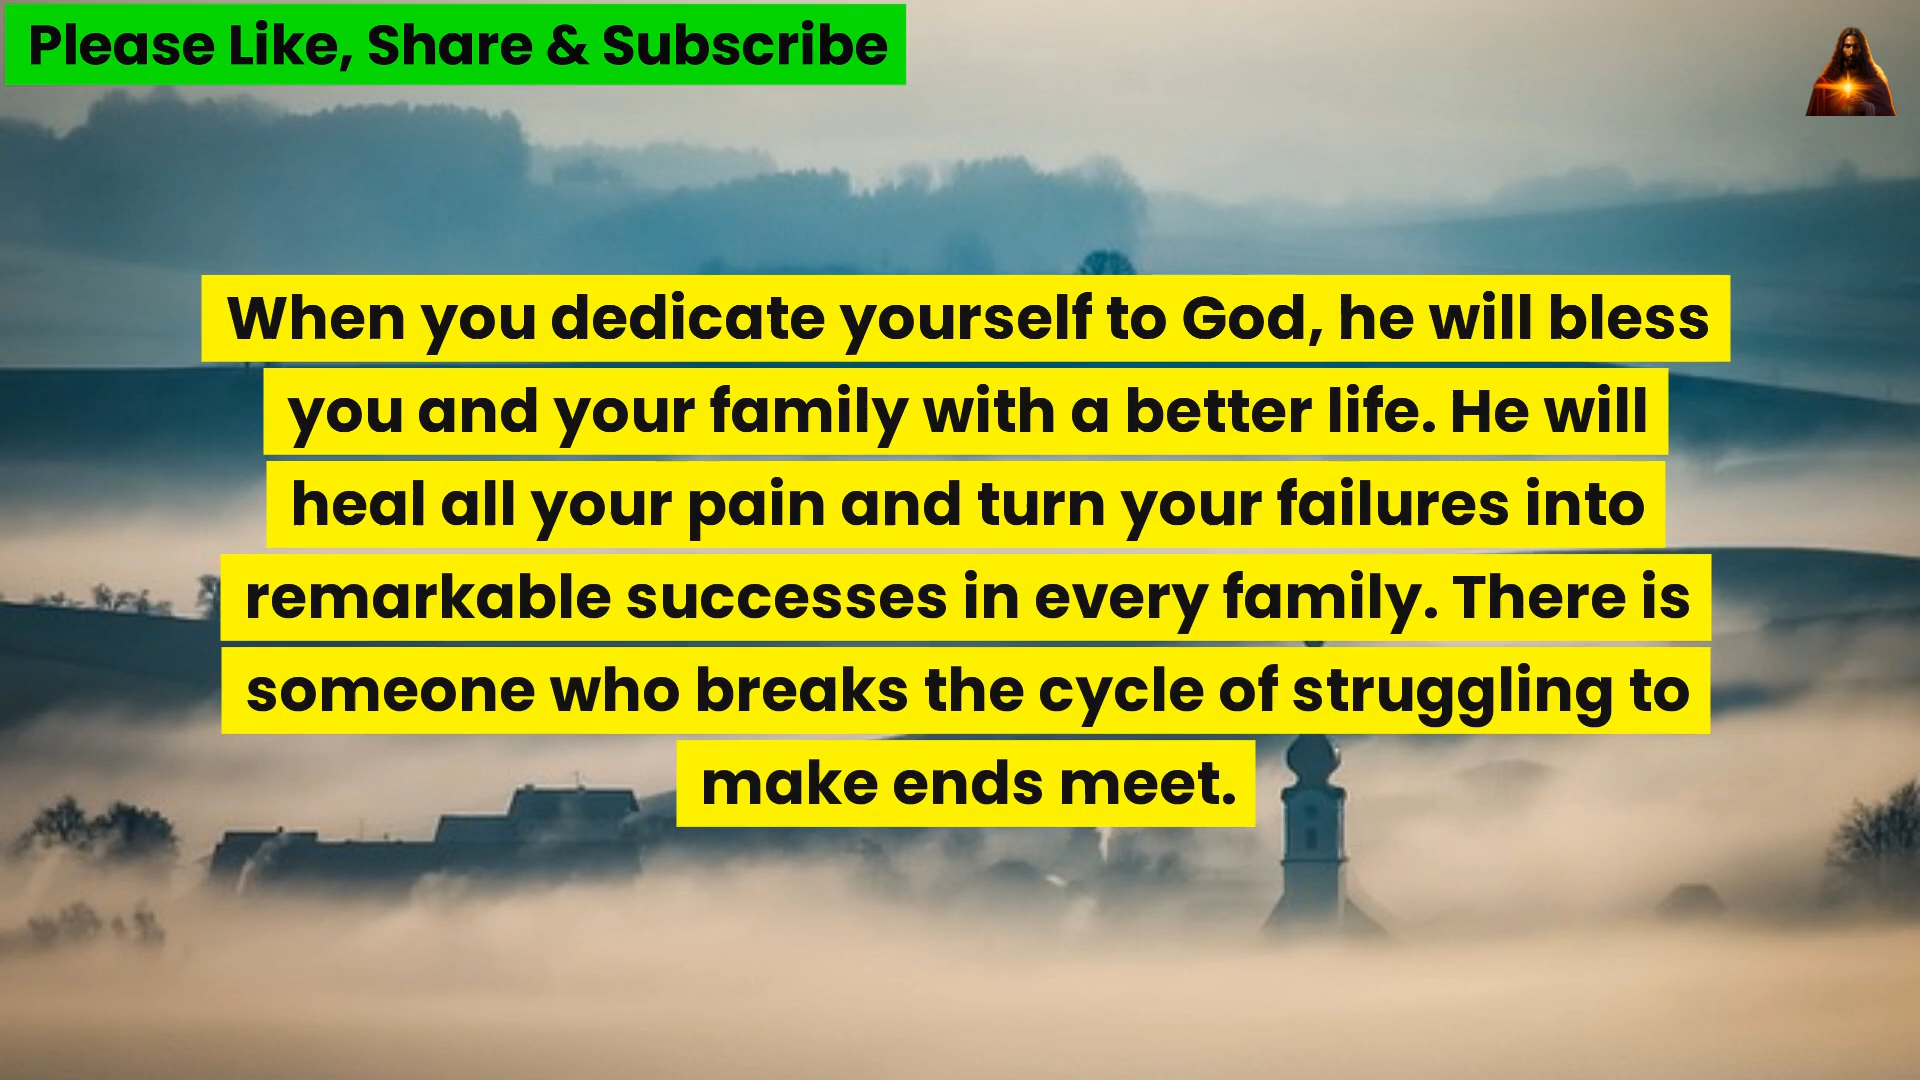 Please Like, Share & Subscribe
When you dedicate yourself to God, he will bless
you and your family with a better life. He will
heal all your pain and turn your failures into
remarkable successes in every family. There is
someone who breaks the cycle of struggling to
make ends meet.